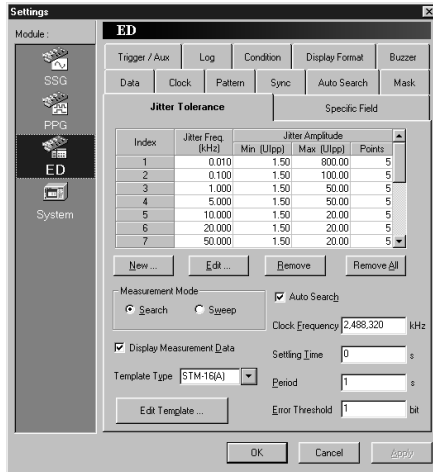 Settings
Module :
SSG
PPG
ED
System
ED
Trigger / Aux Log Condition Display Format Buzzer
Data Clock Pattern Sync Auto Search Mask
Jitter Tolerance Specific Field
Index Jitter Freq. (kHz) Jitter Amplitude
Min (UIpp) Max (UIpp) Points
1 0.010 1.50 800.00 5
2 0.100 1.50 100.00 5
3 1.000 1.50 50.00 5
4 5.000 1.50 50.00 5
5 10.000 1.50 20.00 5
6 20.000 1.50 20.00 5
7 50.000 1.50 20.00 5
New ... Edit ... Remove Remove All
Measurement Mode
Search Sweep
Auto Search
Clock Frequency 2,488,320 kHz
Display Measurement Data
Settling Time 0 s
Template Type STM-16(A)
Period 1 s
Edit Template ...
Error Threshold 1 bit
OK Cancel Apply